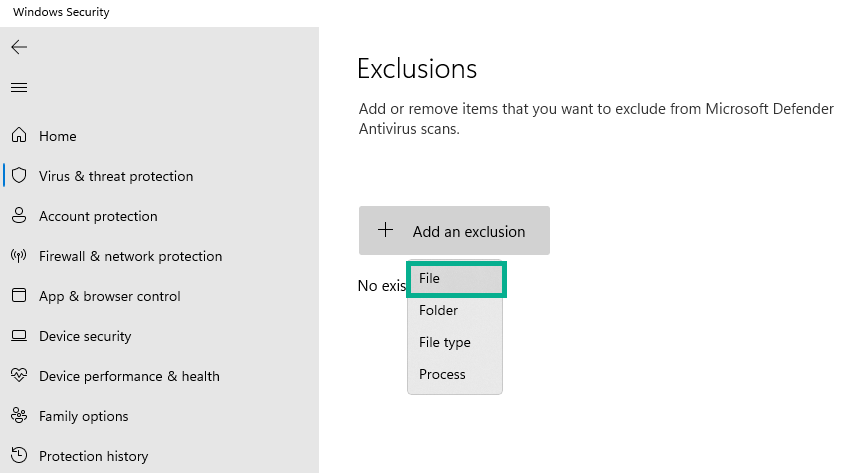 Windows Security
Home
Virus & threat protection
Account protection
Firewall & network protection
App & browser control
Device security
Device performance & health
Family options
Protection history
Exclusions
Add or remove items that you want to exclude from Microsoft Defender
Antivirus scans.
Add an exclusion
No exis
File
Folder
File type
Process